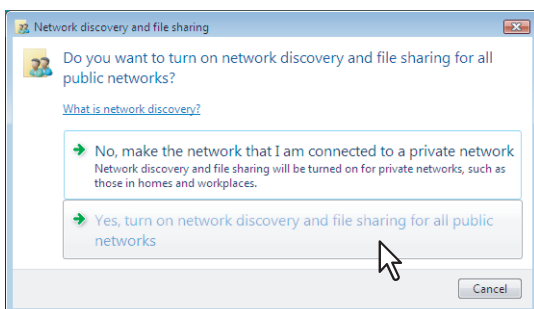 Network discovery and file sharing
Do you want to turn on network discovery and file sharing for all
public networks?
What is network discovery?
No, make the network that I am connected to a private network
Network discovery and file sharing will be turned on for private networks, such as
those in homes and workplaces.
Yes, turn on network discovery and file sharing for all public
networks
Cancel